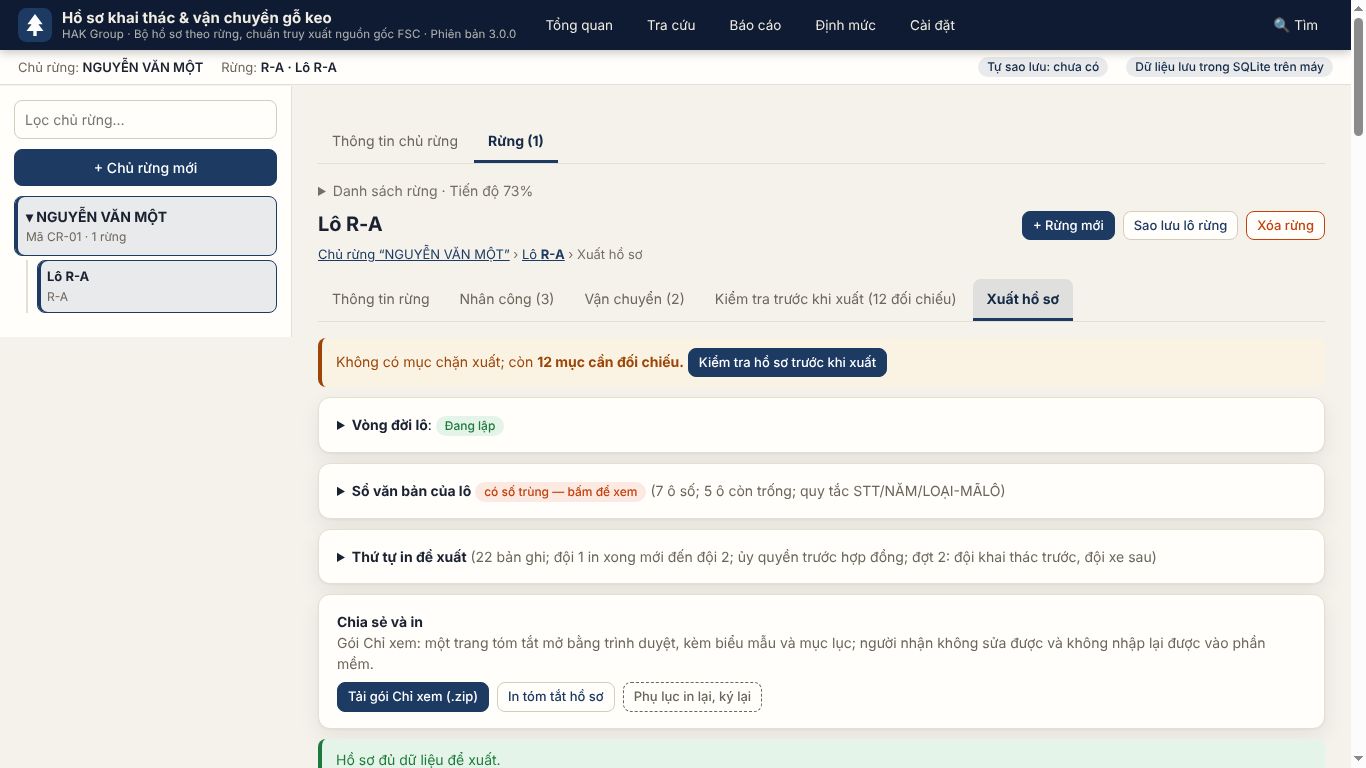 Hồ sơ khai thác & vận chuyển gỗ keo
HAK Group · Bộ hồ sơ theo rừng, chuẩn truy xuất nguồn gốc FSC · Phiên bản 3.0.0
Tổng quan
Tra cứu
Báo cáo
Định mức
Cài đặt
🔍 Tìm
Chủ rừng: NGUYỄN VĂN MỘT Rừng: R-A · Lô R-A
Tự sao lưu: chưa có
Dữ liệu lưu trong SQLite trên máy
Lọc chủ rừng...
+ Chủ rừng mới
▾ NGUYỄN VĂN MỘT
Mã CR-01 · 1 rừng
Lô R-A
R-A
Thông tin chủ rừng
Rừng (1)
▶ Danh sách rừng · Tiến độ 73%
Lô R-A
+ Rừng mới
Sao lưu lô rừng
Xóa rừng
Chủ rừng “NGUYỄN VĂN MỘT” › Lô R-A › Xuất hồ sơ
Thông tin rừng
Nhân công (3)
Vận chuyển (2)
Kiểm tra trước khi xuất (12 đối chiếu)
Xuất hồ sơ
Không có mục chặn xuất; còn 12 mục cần đối chiếu. Kiểm tra hồ sơ trước khi xuất
▶ Vòng đời lô: Đang lập
▶ Số văn bản của lô có số trùng — bấm để xem (7 ô số; 5 ô còn trống; quy tắc STT/NĂM/LOẠI-MÃLÔ)
▶ Thứ tự in đề xuất (22 bản ghi; đội 1 in xong mới đến đội 2; ủy quyền trước hợp đồng; đợt 2: đội khai thác trước, đội xe sau)
Chia sẻ và in
Gói Chỉ xem: một trang tóm tắt mở bằng trình duyệt, kèm biểu mẫu và mục lục; người nhận không sửa được và không nhập lại được vào phần
mềm.
Tải gói Chỉ xem (.zip)
In tóm tắt hồ sơ
Phụ lục in lại, ký lại
Hồ sơ đủ dữ liệu để xuất.